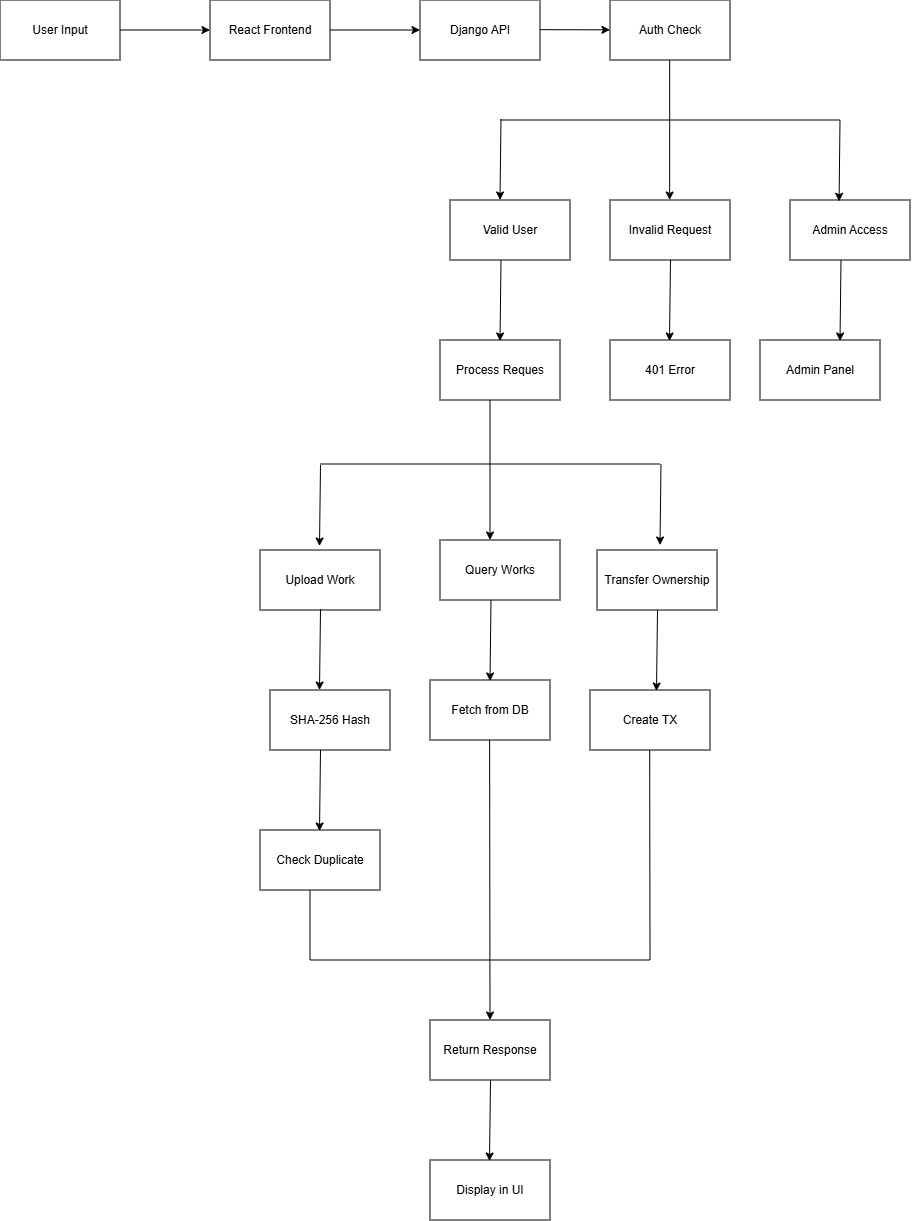 User Input
React Frontend
Django API
Auth Check
Valid User
Invalid Request
Admin Access
Process Reques
401 Error
Admin Panel
Upload Work
Query Works
Transfer Ownership
SHA-256 Hash
Fetch from DB
Create TX
Check Duplicate
Return Response
Display in UI